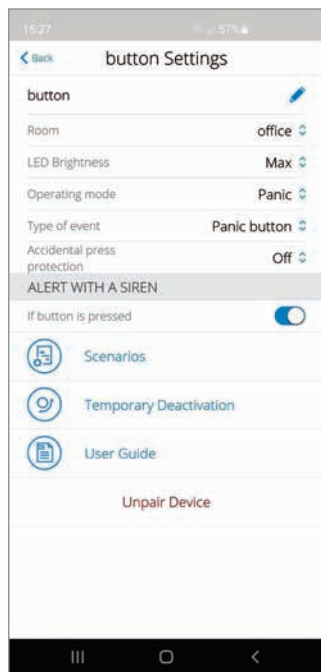 15:27 57%
Back button Settings
button
Room office
LED Brightness Max
Operating mode Panic
Type of event Panic button
Accidental press
protection Off
ALERT WITH A SIREN
If button is pressed
Scenarios
Temporary Deactivation
User Guide
Unpair Device